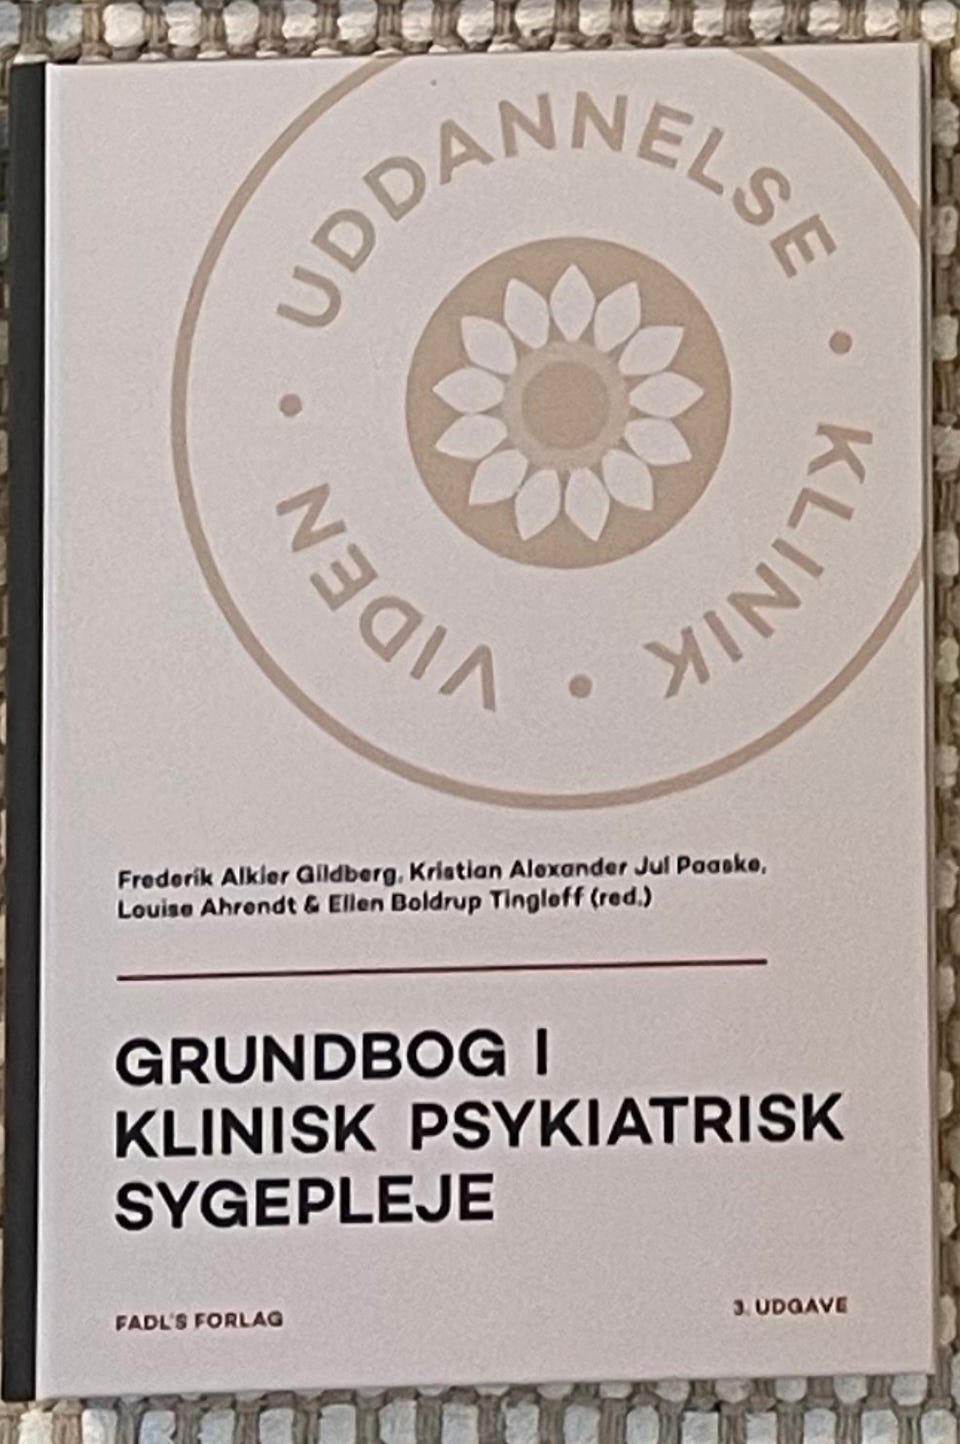 UDDANNELSE • KLINIK • VIDEN •
Frederik Alkier Gildberg, Kristian Alexander Jul Paaske,
Louise Ahrendt & Ellen Boldrup Tingleff (red.)
GRUNDBOG I
KLINISK PSYKIATRISK
SYGEPLEJE
FADL'S FORLAG
3. UDGAVE